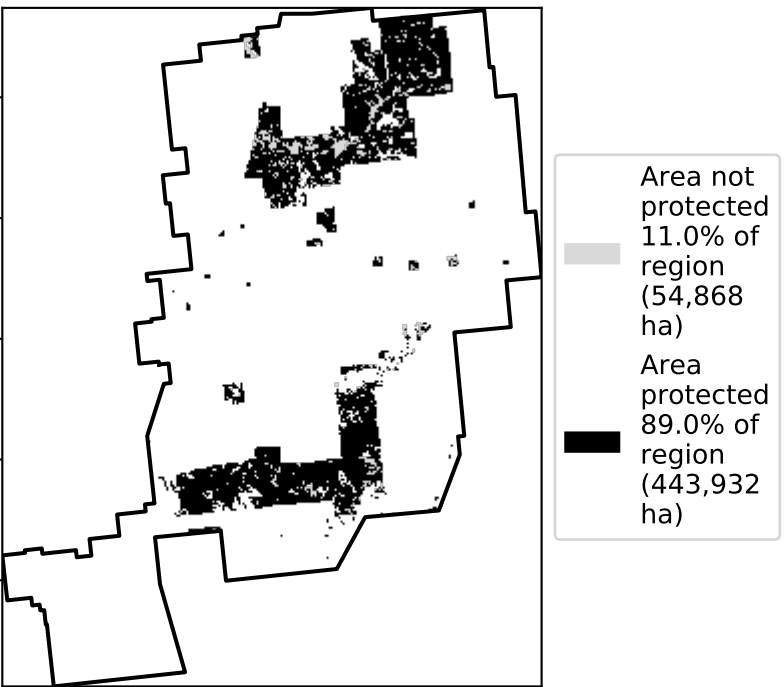 Area not
protected
11.0% of
region
(54,868
ha)
Area
protected
89.0% of
region
(443,932
ha)